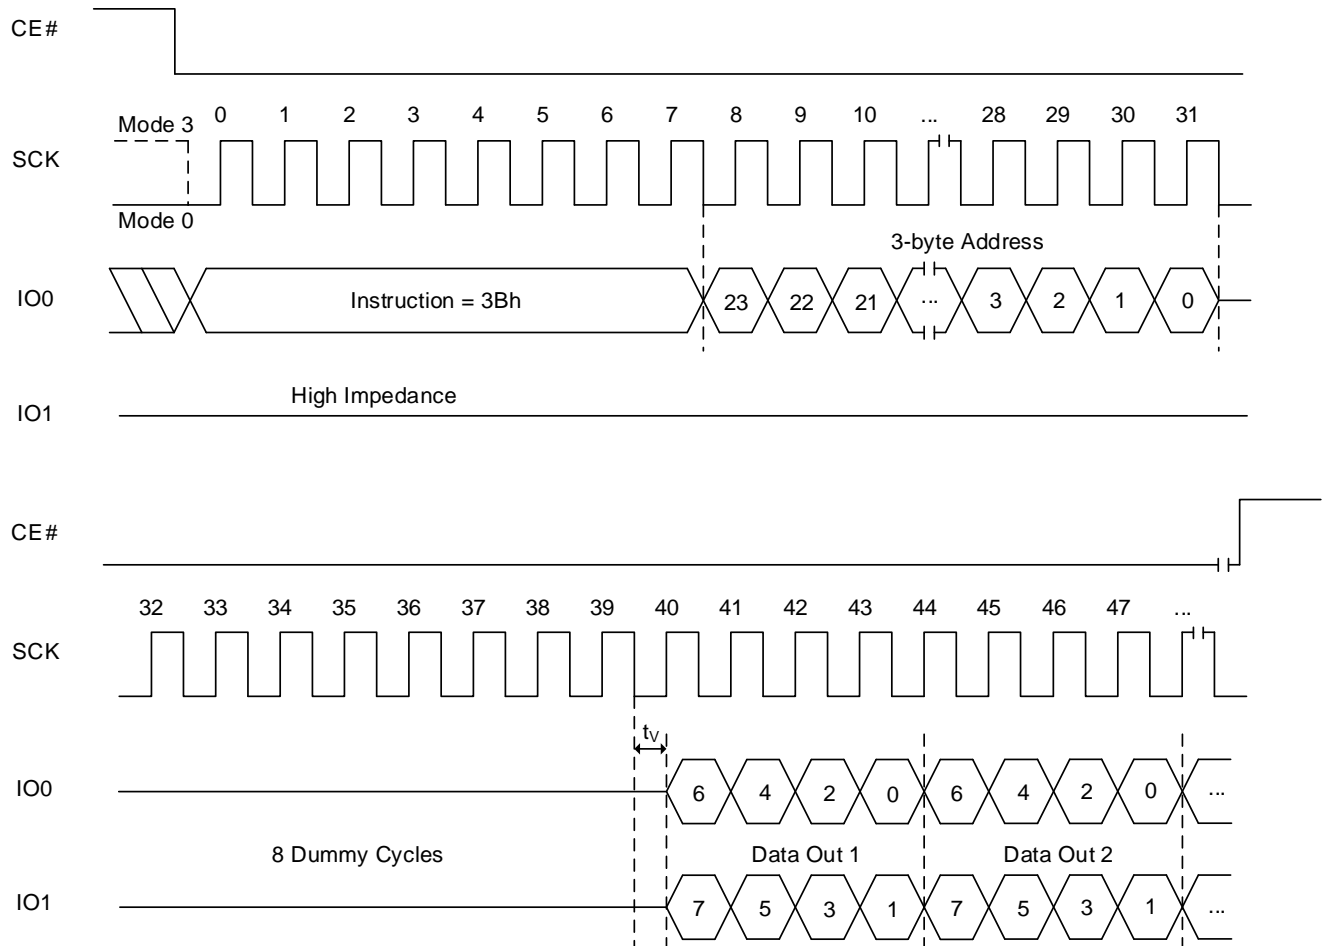 CE#
Mode 3 0 1 2 3 4 5 6 7 8 9 10 ... 28 29 30 31
SCK
Mode 0
3-byte Address
IO0 Instruction = 3Bh 23 22 21 ... 3 2 1 0
High Impedance
IO1
CE#
32 33 34 35 36 37 38 39 40 41 42 43 44 45 46 47 ...
SCK
tV
IO0 6 4 2 0 6 4 2 0 ...
8 Dummy Cycles Data Out 1 Data Out 2
IO1 7 5 3 1 7 5 3 1 ...